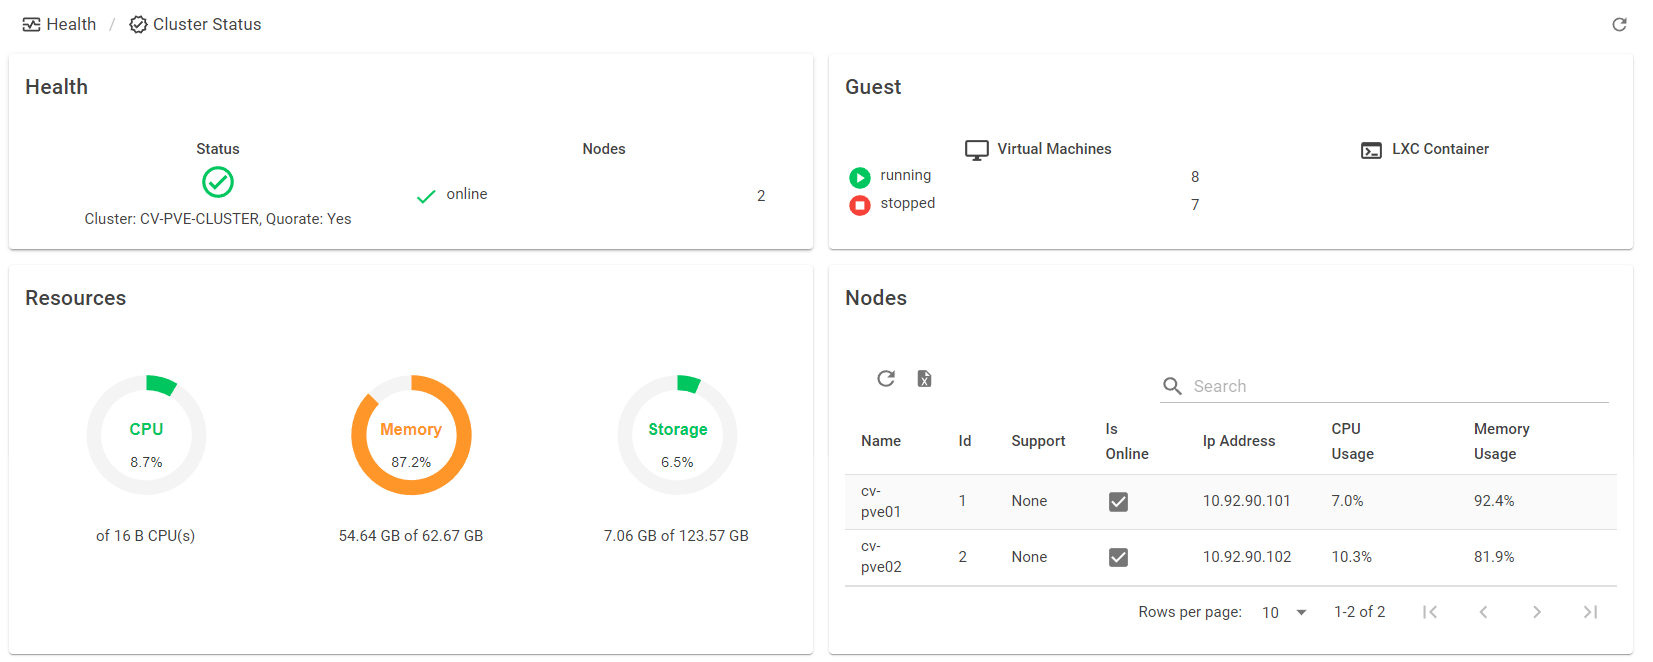 Health / Cluster Status
Health
Status
Nodes
online 2
Cluster: CV-PVE-CLUSTER, Quorate: Yes
Guest
Virtual Machines LXC Container
running 8
stopped 7
Resources
CPU
8.7%
of 16 B CPU(s)
Memory
87.2%
54.64 GB of 62.67 GB
Storage
6.5%
7.06 GB of 123.57 GB
Nodes
Search
Name Id Support Is Online Ip Address CPU Usage Memory Usage
cv-pve01 1 None 10.92.90.101 7.0% 92.4%
cv-pve02 2 None 10.92.90.102 10.3% 81.9%
Rows per page: 10 1-2 of 2